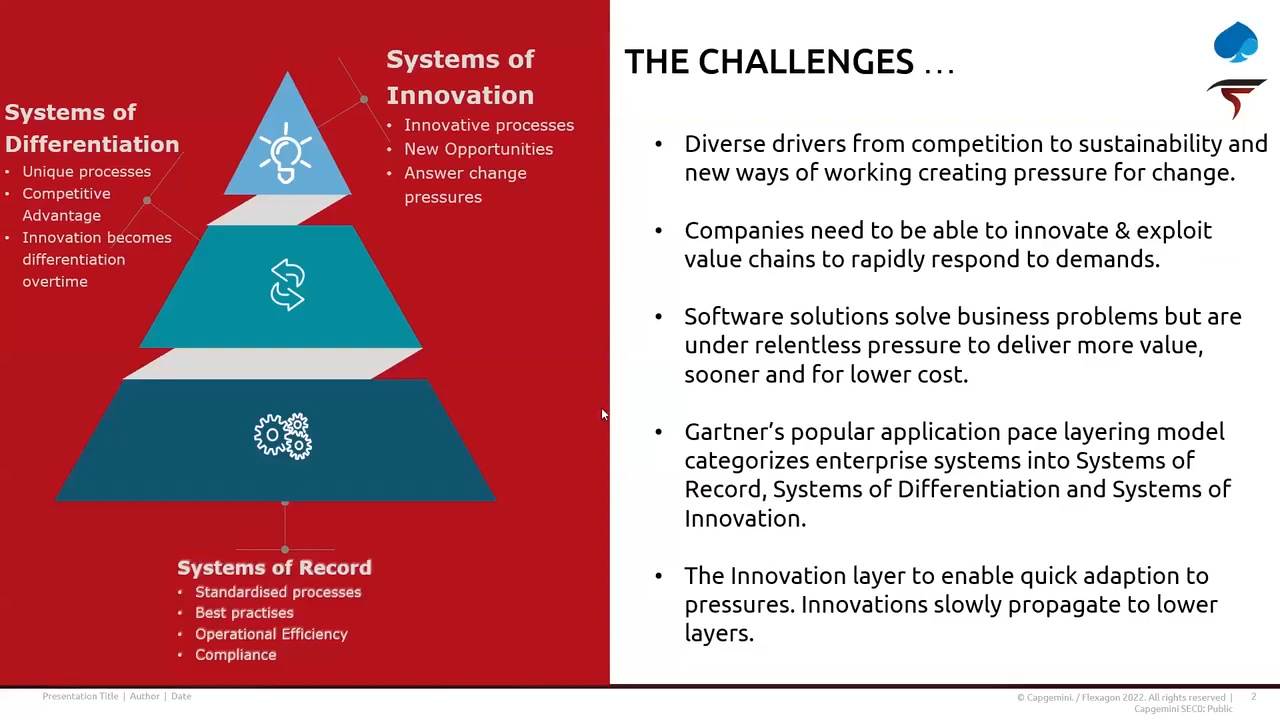 Systems of
Differentiation
• Unique processes
• Competitive
Advantage
• Innovation becomes
differentiation
overtime
Systems of
Innovation
• Innovative processes
• New Opportunities
• Answer change
pressures
Systems of Record
• Standardised processes
• Best practises
• Operational Efficiency
• Compliance
THE CHALLENGES ...
• Diverse drivers from competition to sustainability and
new ways of working creating pressure for change.
• Companies need to be able to innovate & exploit
value chains to rapidly respond to demands.
• Software solutions solve business problems but are
under relentless pressure to deliver more value,
sooner and for lower cost.
• Gartner’s popular application pace layering model
categorizes enterprise systems into Systems of
Record, Systems of Differentiation and Systems of
Innovation.
• The Innovation layer to enable quick adaption to
pressures. Innovations slowly propagate to lower
layers.
Presentation Title | Author | Date
© Capgemini. / Flexagon 2022. All rights reserved |
Capgemini SEC0: Public
2